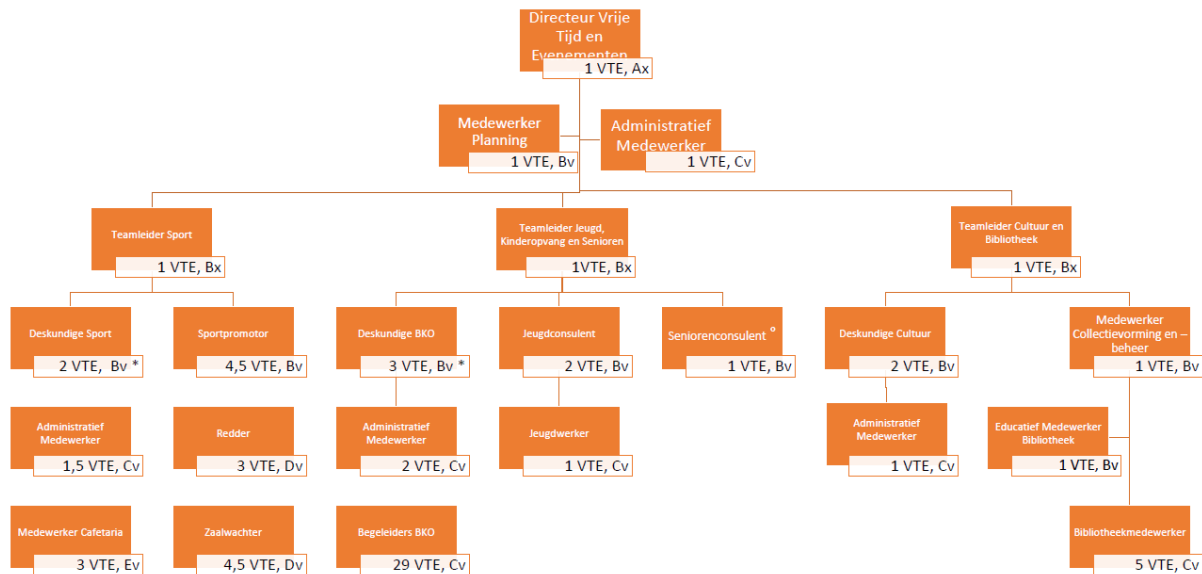 Directeur Vrije
Tijd en
Evenementen
1 VTE, Ax
Medewerker
Planning
1 VTE, Bv
Administratief
Medewerker
1 VTE, Cv
Teamleider Sport
1 VTE, Bx
Teamleider Jeugd,
Kinderopvang en Senioren
1VTE, Bx
Teamleider Cultuur en
Bibliotheek
1 VTE, Bx
Deskundige Sport
2 VTE, Bv *
Sportpromotor
4,5 VTE, Bv
Deskundige BKO
3 VTE, Bv *
Jeugdconsulent
2 VTE, Bv
Seniorenconsulent °
1 VTE, Bv
Deskundige Cultuur
2 VTE, Bv
Medewerker
Collectievorming en –
beheer
1 VTE, Bv
Administratief
Medewerker
1,5 VTE, Cv
Redder
3 VTE, Dv
Administratief
Medewerker
2 VTE, Cv
Jeugdwerker
1 VTE, Cv
Administratief
Medewerker
1 VTE, Cv
Educatief Medewerker
Bibliotheek
1 VTE, Bv
Medewerker Cafetaria
3 VTE, Ev
Zaalwachter
4,5 VTE, Dv
Begeleiders BKO
29 VTE, Cv
Bibliotheekmedewerker
5 VTE, Cv